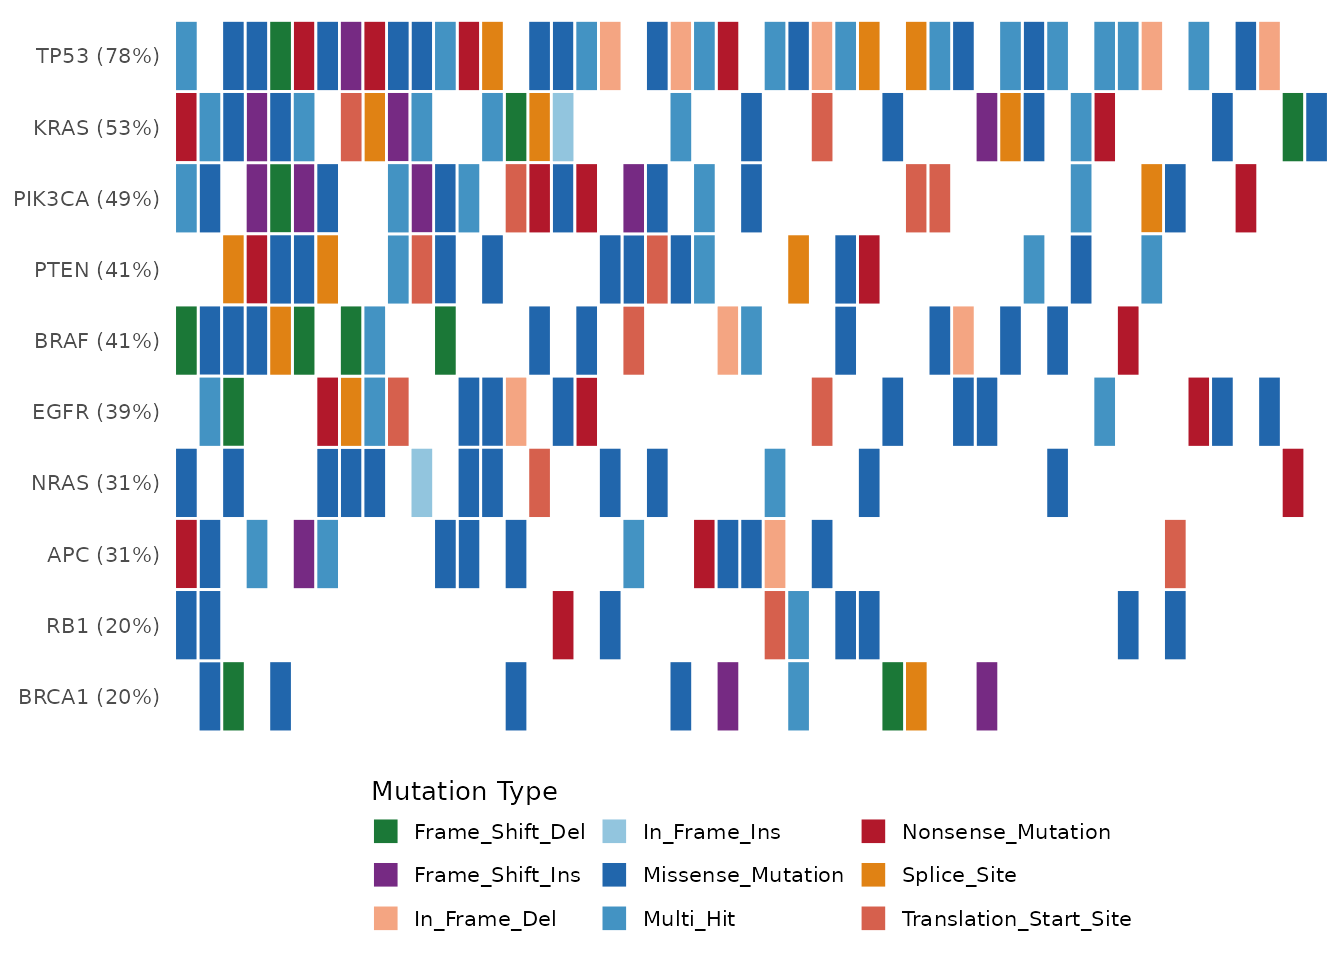 TP53 (78%)
KRAS (53%)
PIK3CA (49%)
PTEN (41%)
BRAF (41%)
EGFR (39%)
NRAS (31%)
APC (31%)
RB1 (20%)
BRCA1 (20%)
Mutation Type
Frame_Shift_Del In_Frame_Ins Nonsense_Mutation
Frame_Shift_Ins Missense_Mutation Splice_Site
In_Frame_Del Multi_Hit Translation_Start_Site